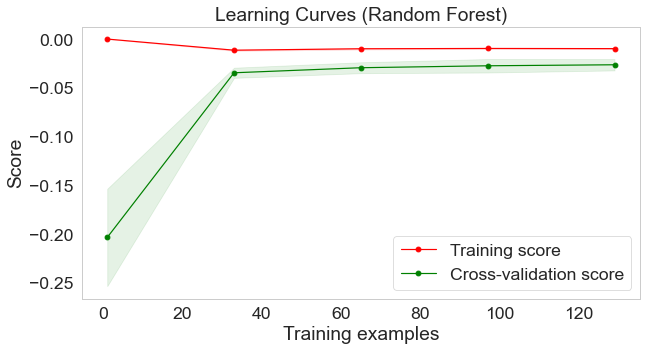 Learning Curves (Random Forest)
0.00
−0.05
−0.10
−0.15
−0.20
−0.25
Score
0 20 40 60 80 100 120
Training examples
Training score
Cross-validation score